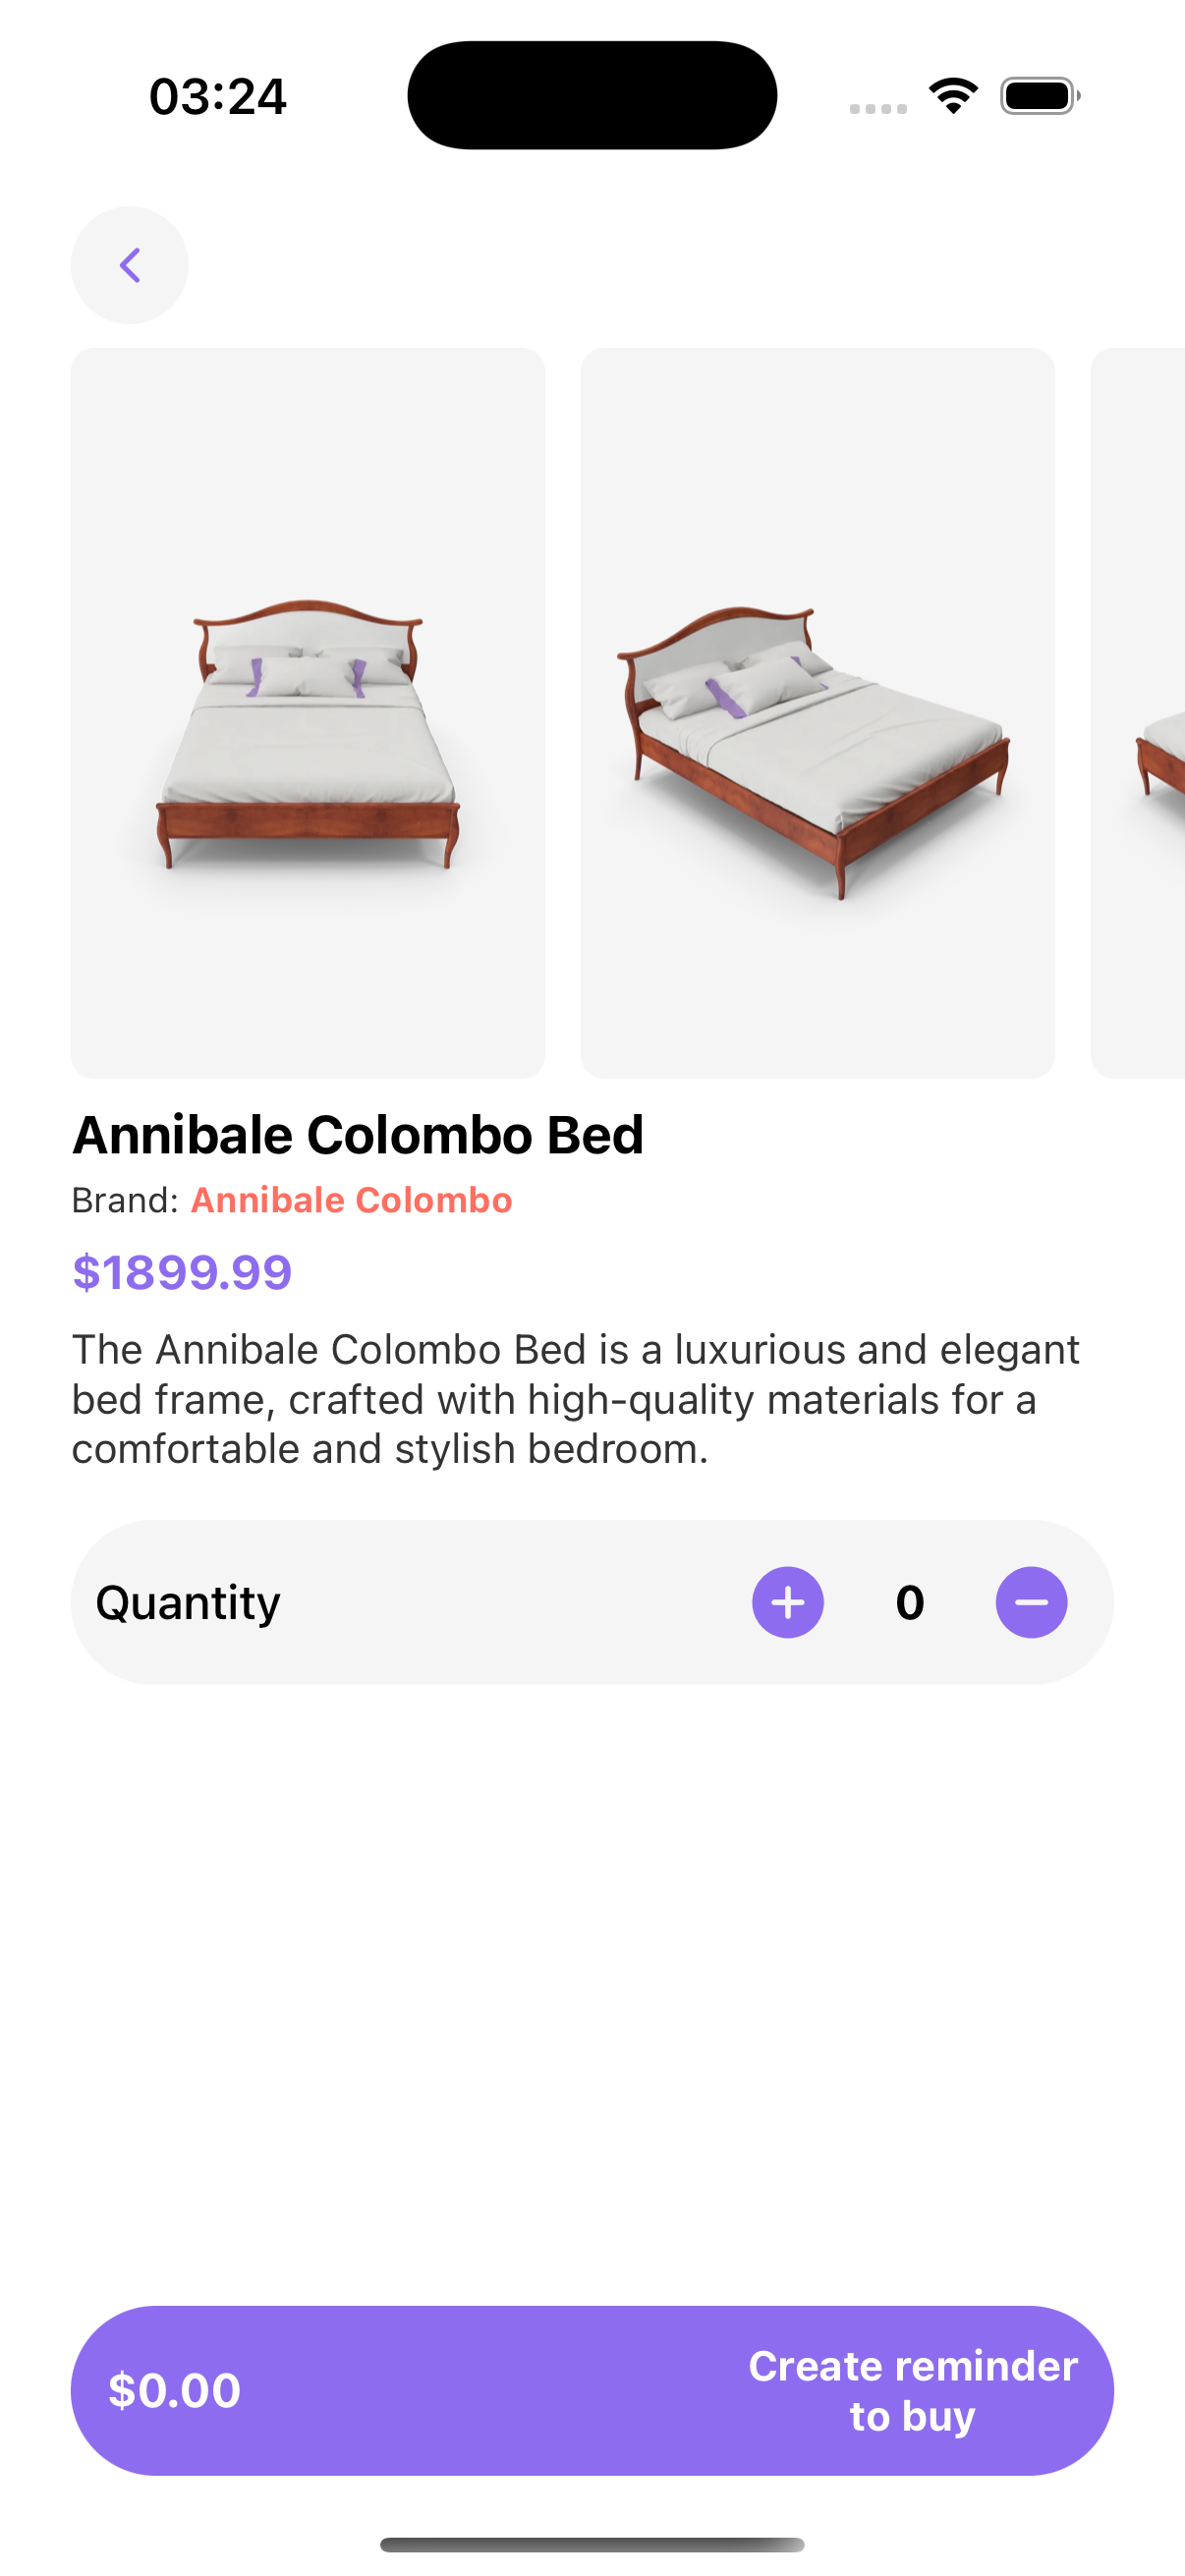 03:24
Annibale Colombo Bed
Brand: Annibale Colombo
$1899.99
The Annibale Colombo Bed is a luxurious and elegant
bed frame, crafted with high-quality materials for a
comfortable and stylish bedroom.
Quantity
0
$0.00
Create reminder
to buy